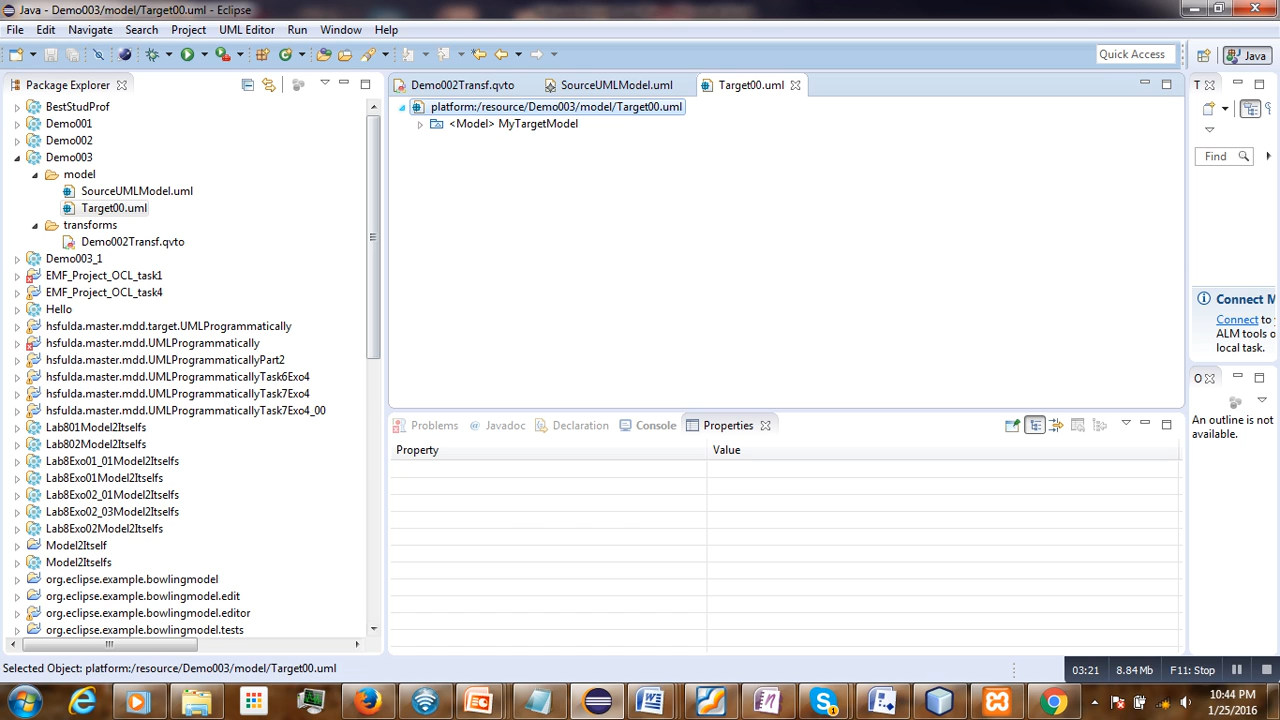 Java - Demo003/model/Target00.uml - Eclipse
File Edit Navigate Search Project UML Editor Run Window Help
Quick Access
Java
Package Explorer
Demo002Transf.qvto SourceUMLModel.uml Target00.uml
T
BestStudProf
Demo001
Demo002
Demo003
model
SourceUMLModel.uml
Target00.uml
transforms
Demo002Transf.qvto
Demo003_1
EMF_Project_OCL_task1
EMF_Project_OCL_task4
Hello
hsfulda.master.mdd.target.UMLProgrammatically
hsfulda.master.mdd.UMLProgrammatically
hsfulda.master.mdd.UMLProgrammaticallyPart2
hsfulda.master.mdd.UMLProgrammaticallyTask6Exo4
hsfulda.master.mdd.UMLProgrammaticallyTask7Exo4
hsfulda.master.mdd.UMLProgrammaticallyTask7Exo4_00
Lab801Model2Itselfs
Lab802Model2Itselfs
Lab8Exo01_01Model2Itselfs
Lab8Exo01Model2Itselfs
Lab8Exo02_01Model2Itselfs
Lab8Exo02_03Model2Itselfs
Lab8Exo02Model2Itselfs
Model2Itself
Model2Itselfs
org.eclipse.example.bowlingmodel
org.eclipse.example.bowlingmodel.edit
org.eclipse.example.bowlingmodel.editor
org.eclipse.example.bowlingmodel.tests
platform:/resource/Demo003/model/Target00.uml
<Model> MyTargetModel
Find
Connect M
Connect to
ALM tools o
local task.
O
An outline is not
available.
Problems Javadoc Declaration Console Properties
Property Value
Selected Object: platform:/resource/Demo003/model/Target00.uml
03:21 8.84 Mb F11: Stop
10:44 PM
1/25/2016